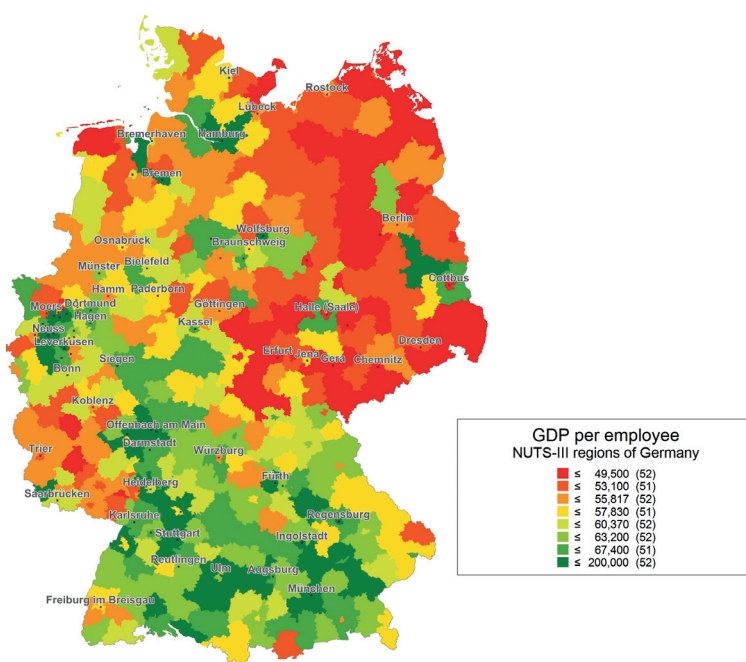 Kiel
Rostock
Lübeck
Bremerhaven
Hamburg
Bremen
Berlin
Osnabrück
Wolfsburg
Braunschweig
Münster
Bielefeld
Cottbus
Hamm
Paderborn
Göttingen
Halle (Saale)
Moers
Dortmund
Hagen
Kassel
Neuss
Leverkusen
Dresden
Erfurt
Jena
Gera
Chemnitz
Bonn
Siegen
Koblenz
Offenbach am Main
Trier
Darmstadt
Würzburg
Fürth
Saarbrücken
Heidelberg
Karlsruhe
Regensburg
Stuttgart
Ingolstadt
Reutlingen
Ulm
Augsburg
München
Freiburg im Breisgau
GDP per employee
NUTS-III regions of Germany
≤ 49,500 (52)
≤ 53,100 (51)
≤ 55,817 (52)
≤ 57,830 (51)
≤ 60,370 (52)
≤ 63,200 (52)
≤ 67,400 (51)
≤ 200,000 (52)